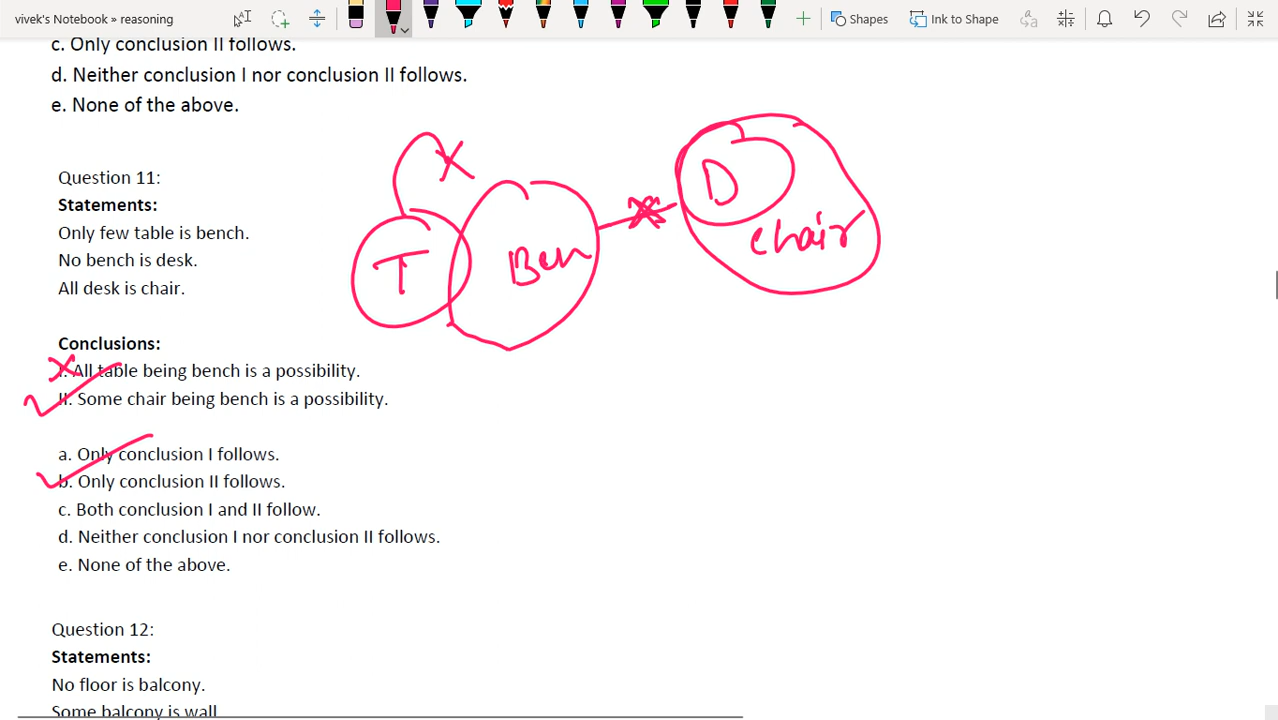 vivek's Notebook » reasoning
Shapes
Ink to Shape
c. Only conclusion II follows.
d. Neither conclusion I nor conclusion II follows.
e. None of the above.
Question 11:
Statements:
Only few table is bench.
No bench is desk.
All desk is chair.
T
Ben
D
chair
Conclusions:
I. All table being bench is a possibility.
II. Some chair being bench is a possibility.
a. Only conclusion I follows.
b. Only conclusion II follows.
c. Both conclusion I and II follow.
d. Neither conclusion I nor conclusion II follows.
e. None of the above.
Question 12:
Statements:
No floor is balcony.
Some balcony is wall